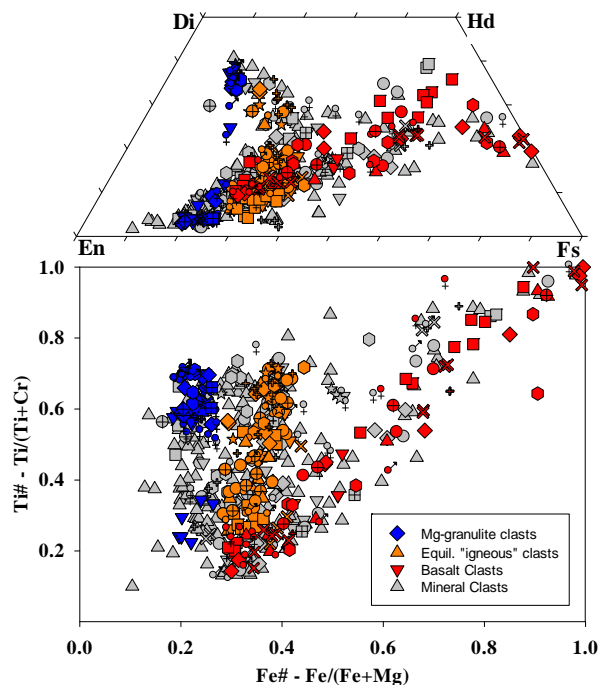 Di Hd
En Fs
1.0
0.8
0.6
0.4
0.2
Ti# - Ti/(Ti+Cr)
Mg-granulite clasts
Equil. "igneous" clasts
Basalt Clasts
Mineral Clasts
0.0 0.2 0.4 0.6 0.8 1.0
Fe# - Fe/(Fe+Mg)